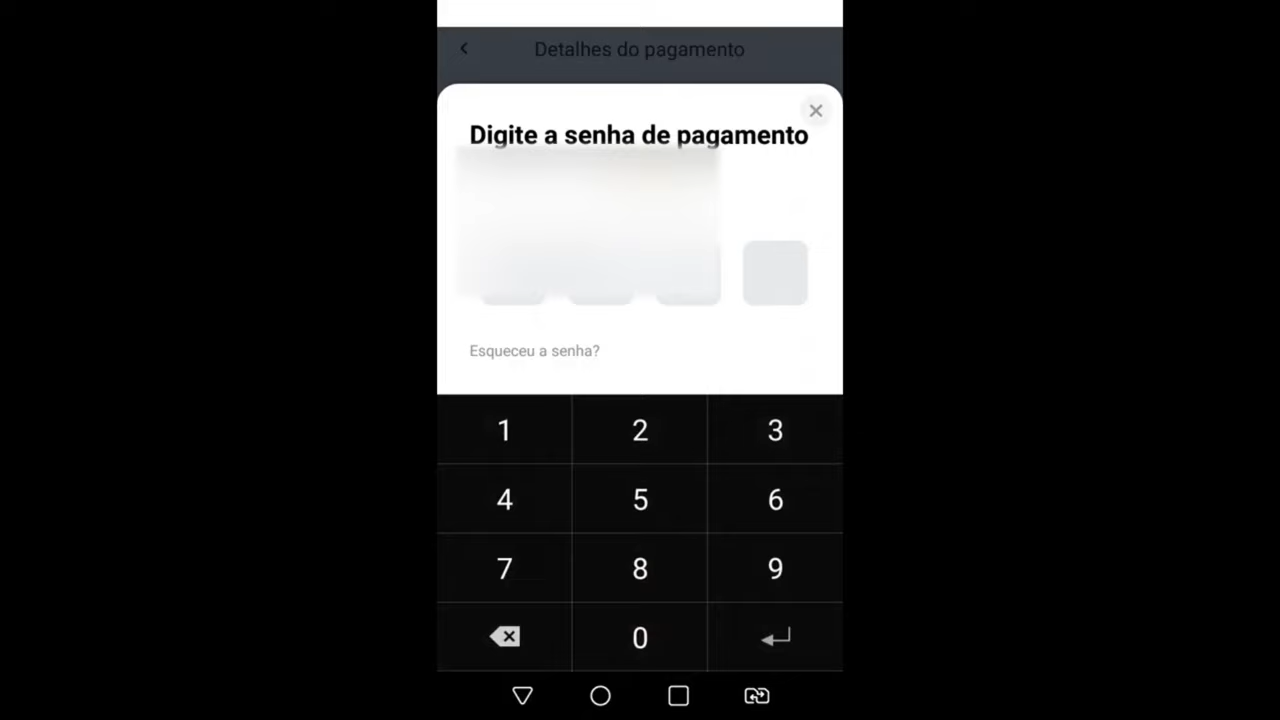 Detalhes do pagamento
Digite a senha de pagamento
Esqueceu a senha?
1 2 3
4 5 6
7 8 9
0